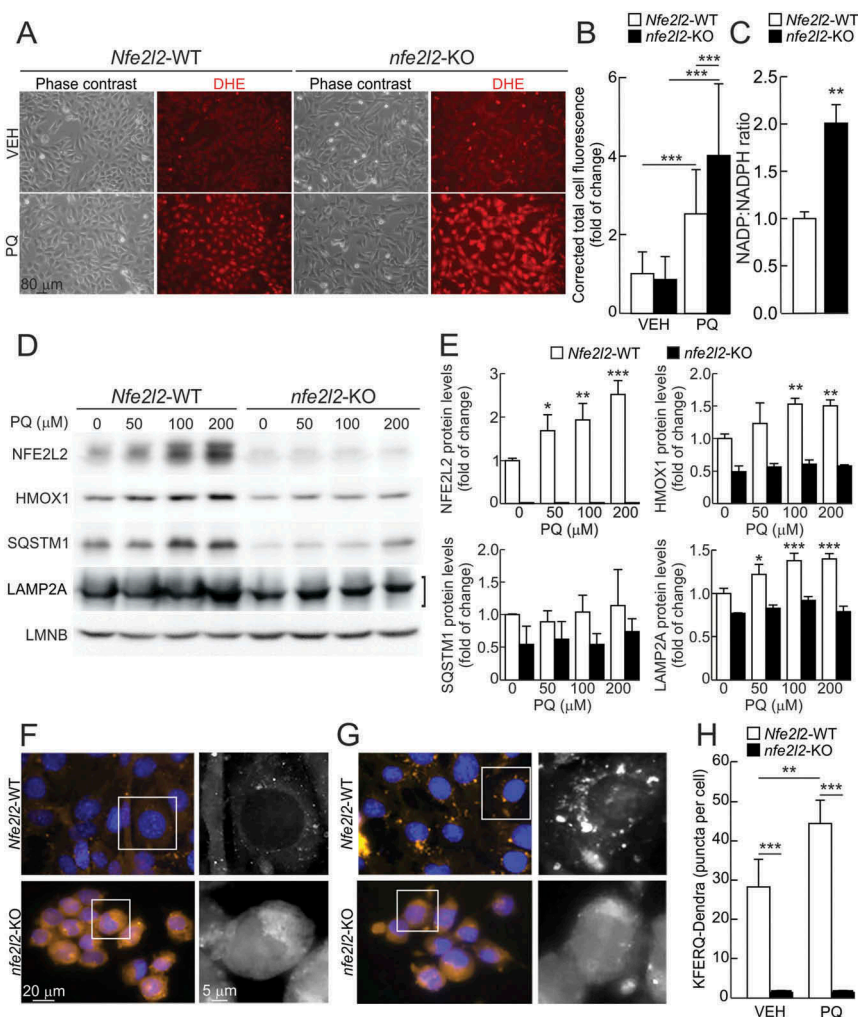 A
Nfe2l2-WT
nfe2l2-KO
Phase contrast
DHE
Phase contrast
DHE
VEH
PQ
80 µm
B
Nfe2l2-WT
nfe2l2-KO
Corrected total cell fluorescence
(fold of change)
6
4
2
0
***
***
***
VEH
PQ
C
Nfe2l2-WT
nfe2l2-KO
NADP:NADPH ratio
2.5
2.0
1.5
1.0
0.5
0
**
D
Nfe2l2-WT
nfe2l2-KO
PQ (µM)
0 50 100 200 0 50 100 200
NFE2L2
HMOX1
SQSTM1
LAMP2A
LMNB
E
Nfe2l2-WT
nfe2l2-KO
NFE2L2 protein levels
(fold of change)
3
2
1
0
* ** ***
0 50 100 200
PQ (µM)
HMOX1 protein levels
(fold of change)
2.0
1.5
1.0
0.5
0
** **
0 50 100 200
PQ (µM)
SQSTM1 protein levels
(fold of change)
2.0
1.5
1.0
0.5
0
0 50 100 200
PQ (µM)
LAMP2A protein levels
(fold of change)
1.5
1.0
0.5
0
* *** ***
0 50 100 200
PQ (µM)
F
Nfe2l2-WT
nfe2l2-KO
20 µm
5 µm
G
Nfe2l2-WT
nfe2l2-KO
H
Nfe2l2-WT
nfe2l2-KO
KFERQ-Dendra (puncta per cell)
60
50
40
30
20
10
0
**
***
***
VEH
PQ